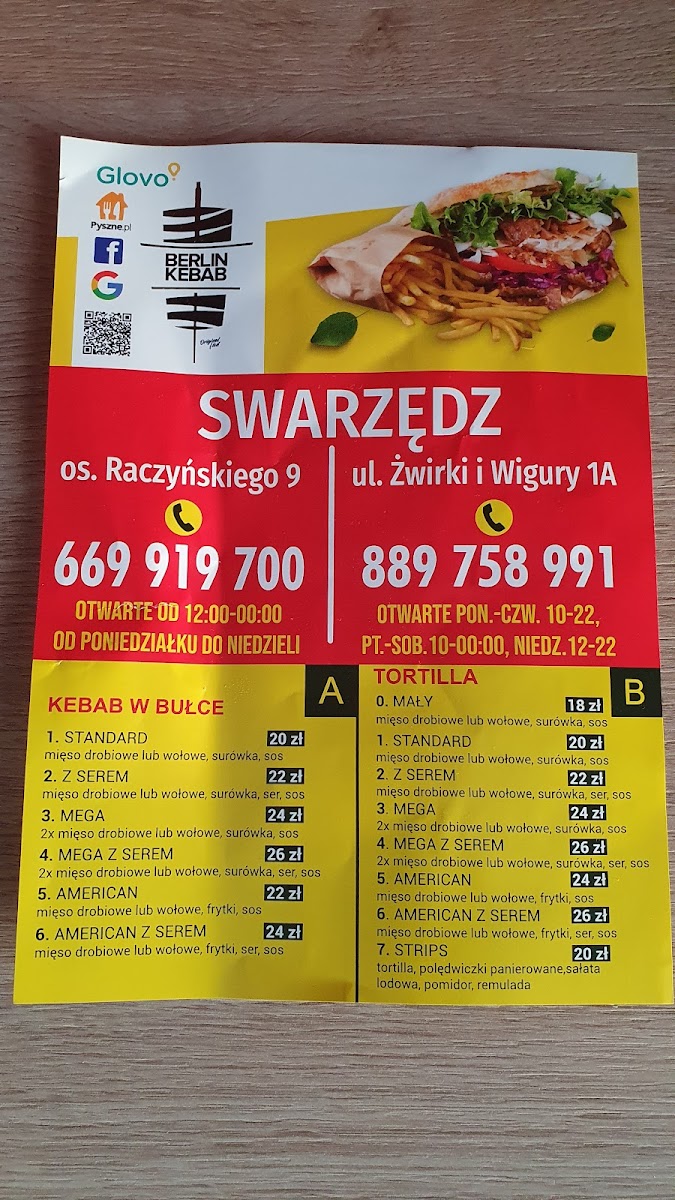 Glovo
Pyszne.pl
BERLIN
KEBAB
SWARZĘDZ
os. Raczyńskiego 9
669 919 700
OTWARTE OD 12:00-00:00
OD PONIEDZIAŁKU DO NIEDZIELI
ul. Żwirki i Wigury 1A
889 758 991
OTWARTE PON.-CZW. 10-22,
PT.-SOB.10-00:00, NIEDZ.12-22
A
KEBAB W BUŁCE
1. STANDARD 20 zł
mięso drobiowe lub wołowe, surówka, sos
2. Z SEREM 22 zł
mięso drobiowe lub wołowe, surówka, ser, sos
3. MEGA 24 zł
2x mięso drobiowe lub wołowe, surówka, sos
4. MEGA Z SEREM 26 zł
2x mięso drobiowe lub wołowe, surówka, ser, sos
5. AMERICAN 22 zł
mięso drobiowe lub wołowe, frytki, sos
6. AMERICAN Z SEREM 24 zł
mięso drobiowe lub wołowe, frytki, ser, sos
B
TORTILLA
0. MAŁY 18 zł
mięso drobiowe lub wołowe, surówka, sos
1. STANDARD 20 zł
mięso drobiowe lub wołowe, surówka, sos
2. Z SEREM 22 zł
mięso drobiowe lub wołowe, surówka, ser, sos
3. MEGA 24 zł
2x mięso drobiowe lub wołowe, surówka, sos
4. MEGA Z SEREM 26 zł
2x mięso drobiowe lub wołowe, surówka, ser, sos
5. AMERICAN 24 zł
mięso drobiowe lub wołowe, frytki, sos
6. AMERICAN Z SEREM 26 zł
mięso drobiowe lub wołowe, frytki, ser, sos
7. STRIPS 20 zł
tortilla, polędwiczki panierowane,sałata
lodowa, pomidor, remulada